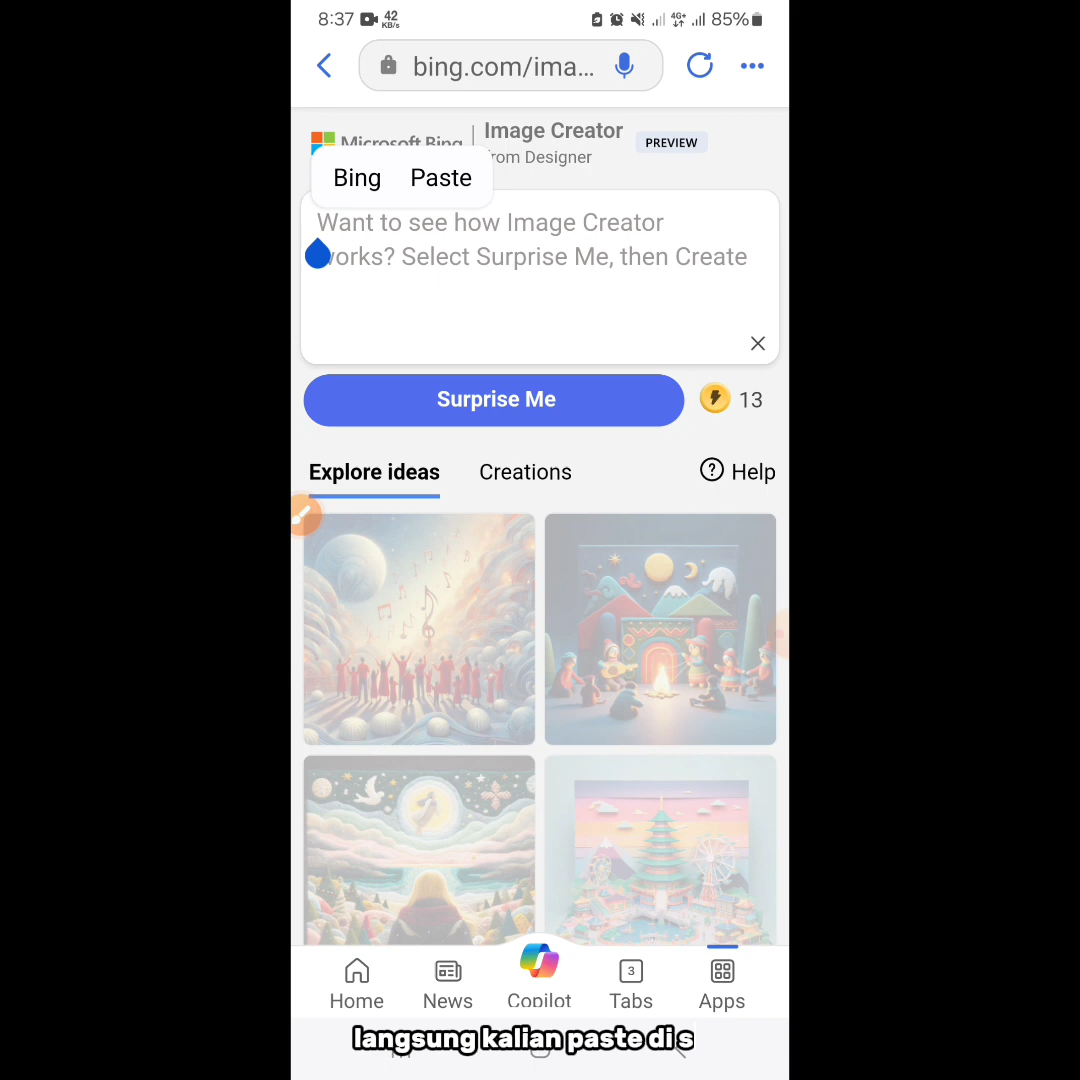 8:37 42 KB/s 4G+ 85%
bing.com/ima...
Microsoft Bing Image Creator PREVIEW
from Designer
Bing Paste
Want to see how Image Creator
works? Select Surprise Me, then Create
Surprise Me 13
Explore ideas Creations Help
Home News Copilot 3 Tabs Apps
langsung kalian paste di s